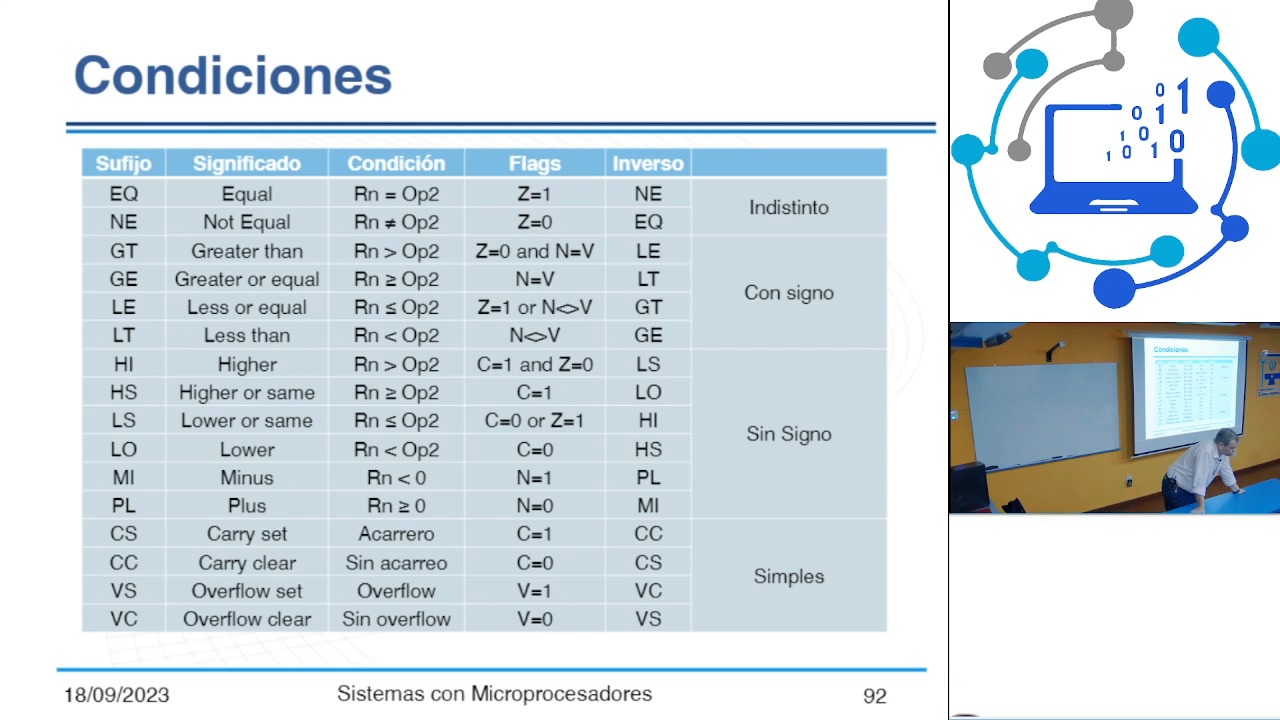 Condiciones
Sufijo Significado Condición Flags Inverso
EQ Equal Rn = Op2 Z=1 NE
NE Not Equal Rn ≠ Op2 Z=0 EQ
Indistinto
GT Greater than Rn > Op2 Z=0 and N=V LE
GE Greater or equal Rn ≥ Op2 N=V LT
LE Less or equal Rn ≤ Op2 Z=1 or N<>V GT
LT Less than Rn < Op2 N<>V GE
Con signo
HI Higher Rn > Op2 C=1 and Z=0 LS
HS Higher or same Rn ≥ Op2 C=1 LO
LS Lower or same Rn ≤ Op2 C=0 or Z=1 HI
LO Lower Rn < Op2 C=0 HS
MI Minus Rn < 0 N=1 PL
PL Plus Rn ≥ 0 N=0 MI
Sin Signo
CS Carry set Acarrero C=1 CC
CC Carry clear Sin acarreo C=0 CS
VS Overflow set Overflow V=1 VC
VC Overflow clear Sin overflow V=0 VS
Simples
18/09/2023 Sistemas con Microprocesadores 92
0 1
0 1 1
1 0 1 0
1 0 1
Condiciones